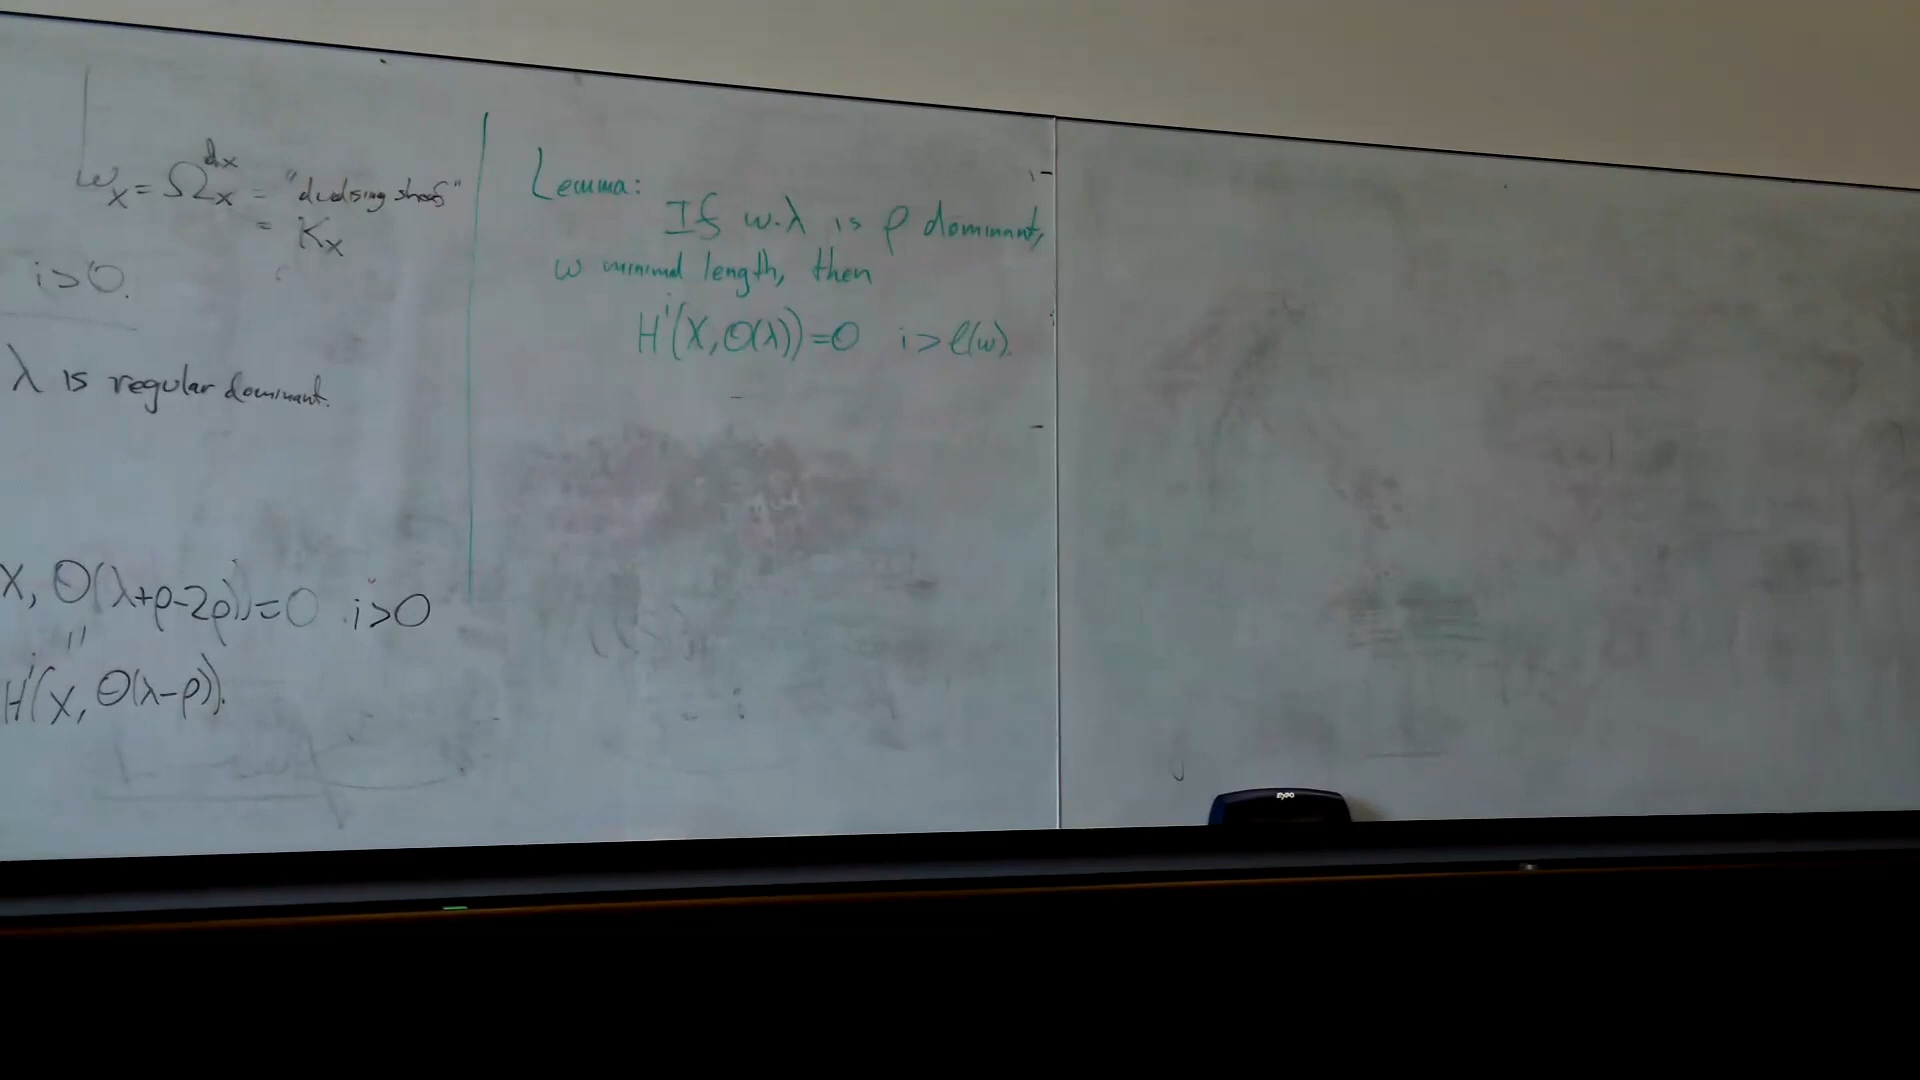 ω_X = Ω_X^{d_X} = "dualising sheaf"
= K_X
i>0.
λ is regular dominant.
X, O(λ+ρ-2ρ))=0 i>0
"
H^i(X, O(λ-ρ)).
Lemma:
If w·λ is ρ dominant,
w minimal length, then
H^i(X, O(λ))=0 i>ℓ(w).
EXPO